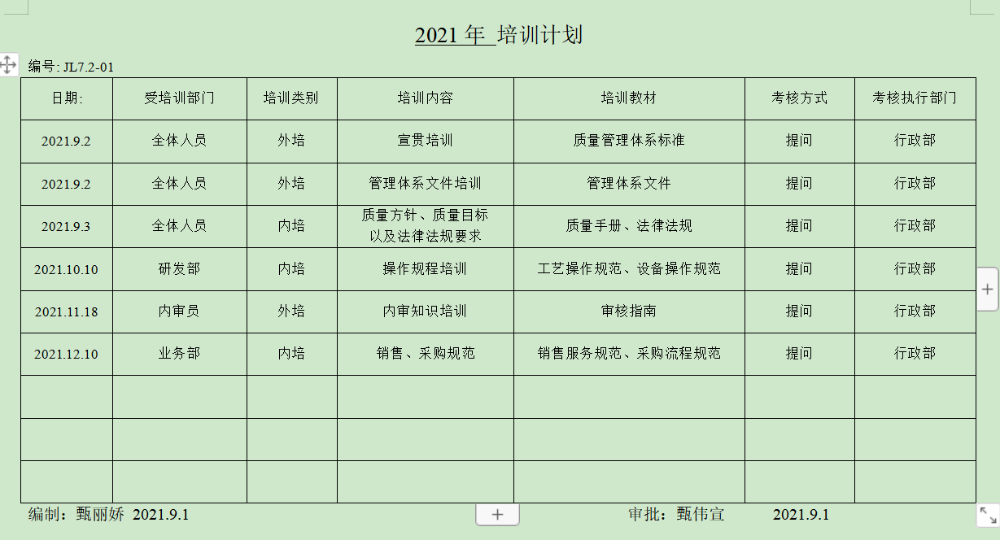 2021 年 培训计划
编号: JL7.2-01
日期: 受培训部门 培训类别 培训内容 培训教材 考核方式 考核执行部门
2021.9.2 全体人员 外培 宣贯培训 质量管理体系标准 提问 行政部
2021.9.2 全体人员 外培 管理体系文件培训 管理体系文件 提问 行政部
2021.9.3 全体人员 内培 质量方针、质量目标 质量手册、法律法规 提问 行政部
以及法律法规要求
2021.10.10 研发部 内培 操作规程培训 工艺操作规范、设备操作规范 提问 行政部
2021.11.18 内审员 外培 内审知识培训 审核指南 提问 行政部
2021.12.10 业务部 内培 销售、采购规范 销售服务规范、采购流程规范 提问 行政部
编制：甄丽娇 2021.9.1 审批：甄伟宣 2021.9.1